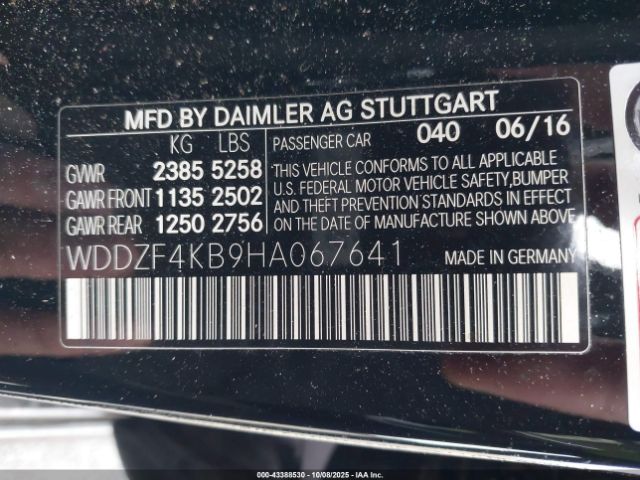 MFD BY DAIMLER AG STUTTGART
KG LBS PASSENGER CAR 040 06/16
GVWR 2385 5258
GAWR FRONT 1135 2502
GAWR REAR 1250 2756
THIS VEHICLE CONFORMS TO ALL APPLICABLE
U.S. FEDERAL MOTOR VEHICLE SAFETY,BUMPER
AND THEFT PREVENTION STANDARDS IN EFFECT
ON THE DATE OF MANUFACTURE SHOWN ABOVE.
WDDZF4KB9HA067641 MADE IN GERMANY
000-43388530 10/08/2025 IAA Inc.